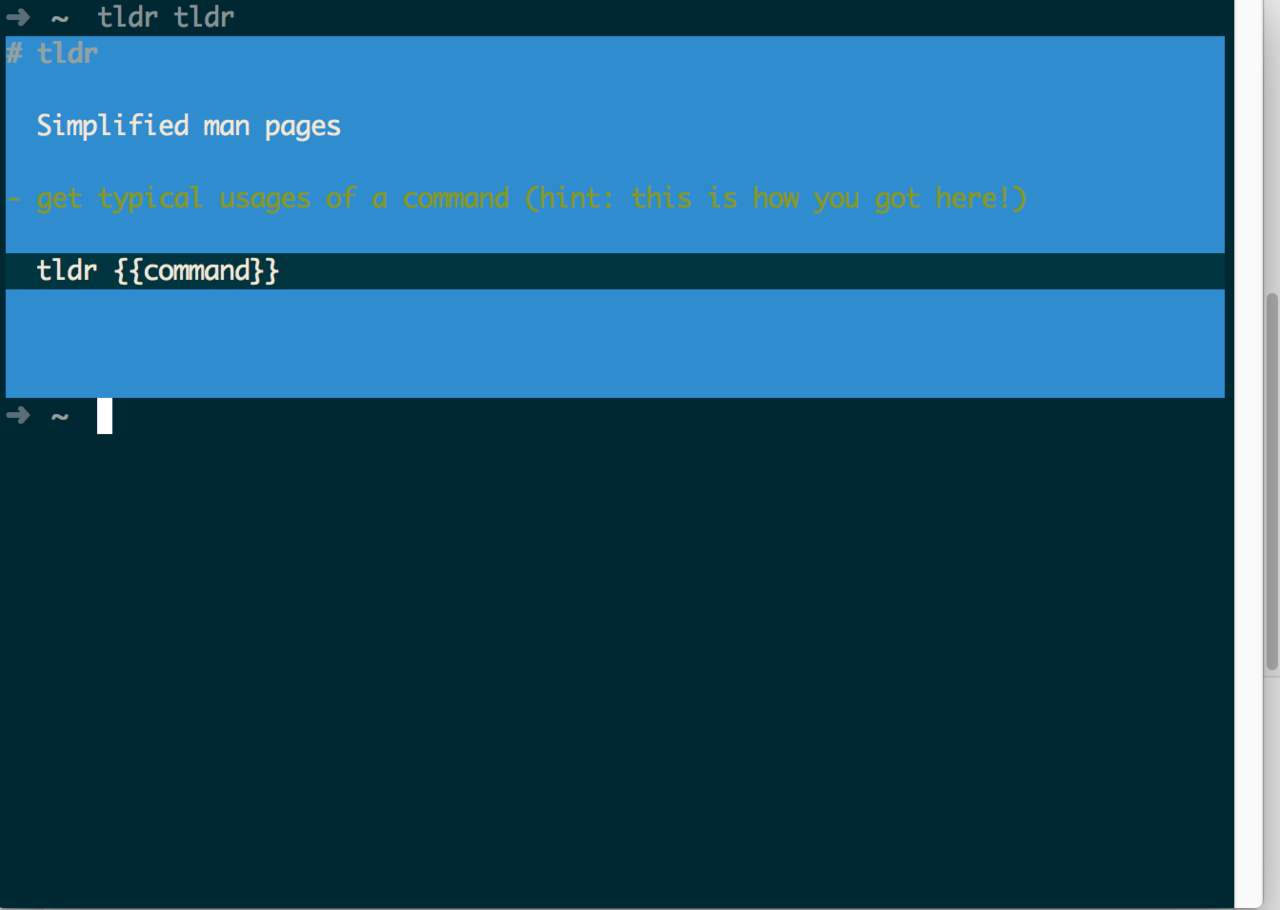 ➜ ~ tldr tldr
# tldr
Simplified man pages
- get typical usages of a command (hint: this is how you got here!)
tldr {{command}}
➜ ~